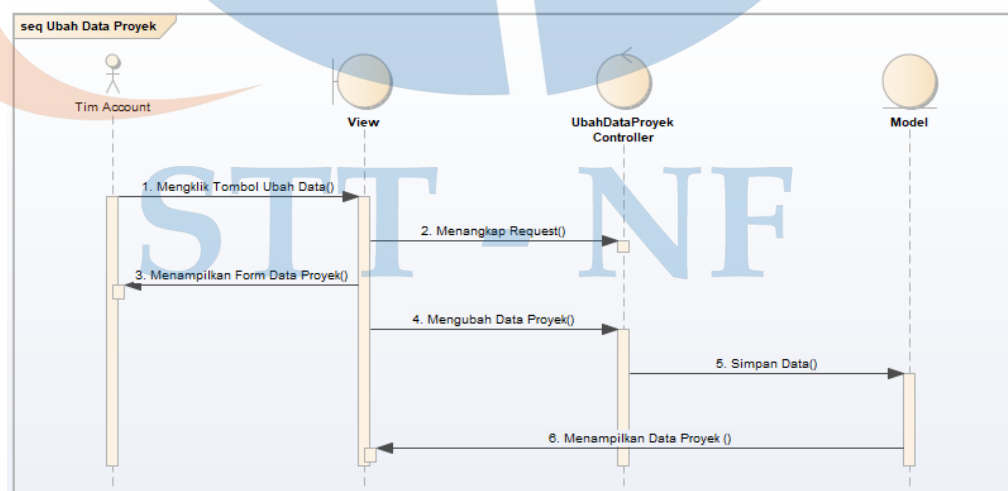 seq Ubah Data Proyek
Tim Account
View
UbahDataProyek
Controller
Model
1. Mengklik Tombol Ubah Data()
2. Menangkap Request()
3. Menampilkan Form Data Proyek()
4. Mengubah Data Proyek()
5. Simpan Data()
6. Menampilkan Data Proyek ()
STT - NF